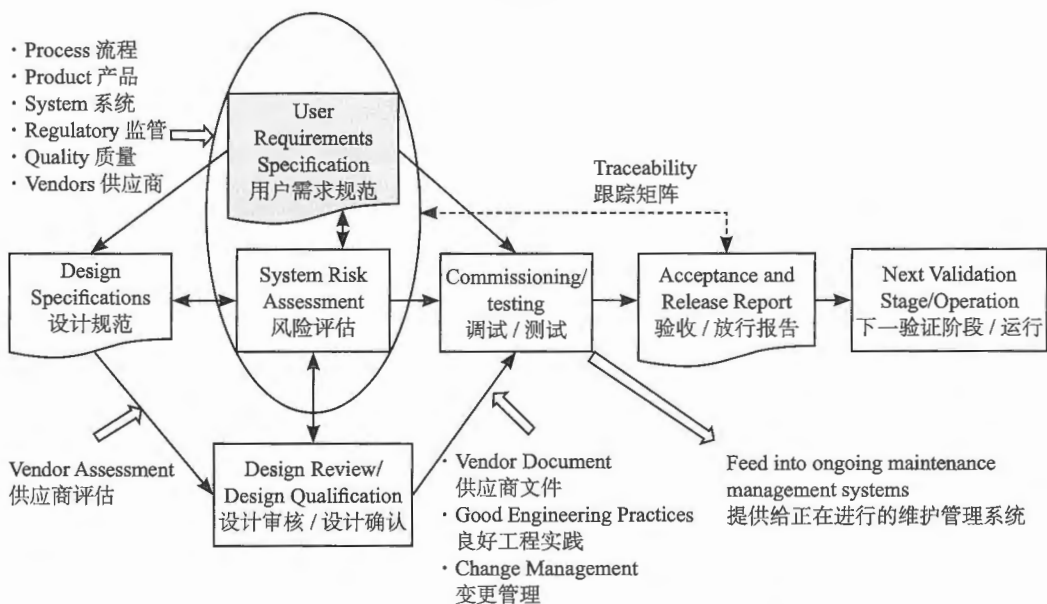 · Process 流程
· Product 产品
· System 系统
· Regulatory 监管
· Quality 质量
· Vendors 供应商
User
Requirements
Specification
用户需求规范
Traceability
跟踪矩阵
Design
Specifications
设计规范
System Risk
Assessment
风险评估
Commissioning/
testing
调试 / 测试
Acceptance and
Release Report
验收 / 放行报告
Next Validation
Stage/Operation
下一验证阶段 / 运行
Vendor Assessment
供应商评估
Design Review/
Design Qualification
设计审核 / 设计确认
· Vendor Document
供应商文件
· Good Engineering Practices
良好工程实践
· Change Management
变更管理
Feed into ongoing maintenance
management systems
提供给正在进行的维护管理系统